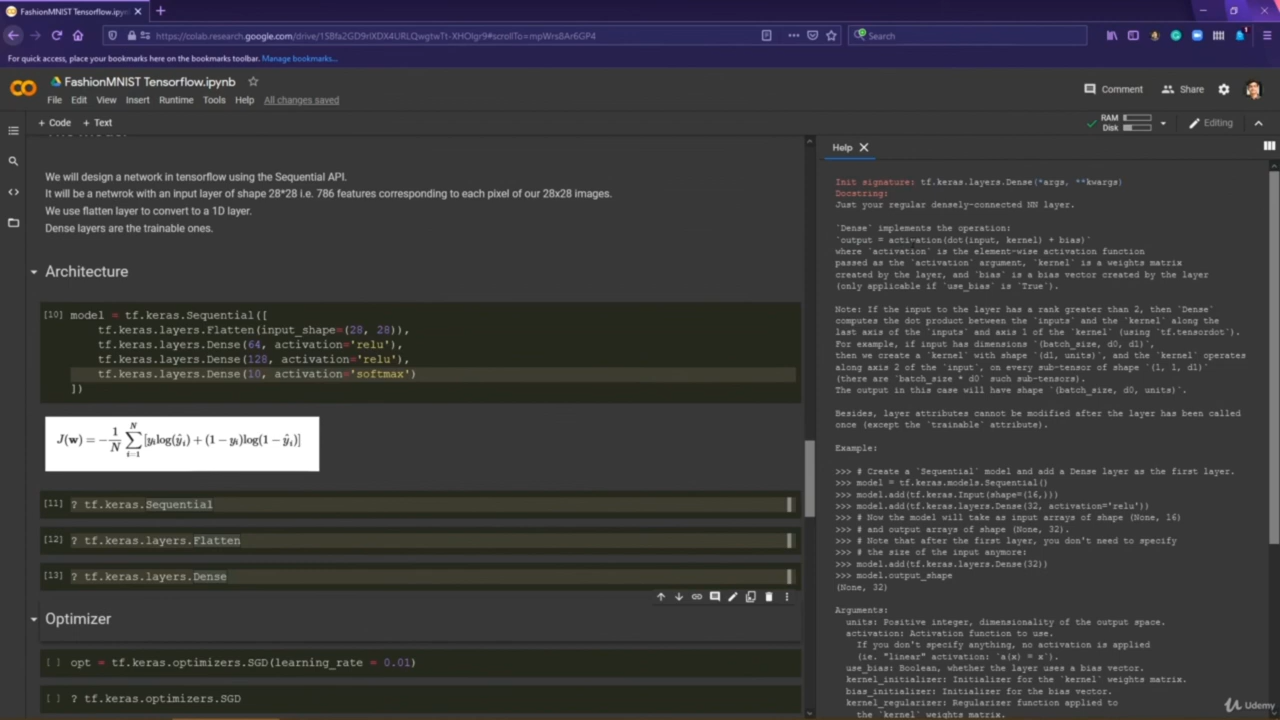 FashionMNIST Tensorflow.ipynb
https://colab.research.google.com/drive/
Search
For quick access, place your bookmarks here on the bookmarks toolbar. Manage bookmarks...
FashionMNIST Tensorflow.ipynb
File Edit View Insert Runtime Tools Help All changes saved
Comment Share
+ Code + Text
RAM
Disk
Editing
We will design a network in tensorflow using the Sequential API.
It will be a netwrok with an input layer of shape 28*28 i.e. 786 features corresponding to each pixel of our 28x28 images.
We use flatten layer to convert to a 1D layer.
Dense layers are the trainable ones.
Architecture
[10] model = tf.keras.Sequential([
tf.keras.layers.Flatten(input_shape=(28, 28)),
tf.keras.layers.Dense(64, activation='relu'),
tf.keras.layers.Dense(128, activation='relu'),
tf.keras.layers.Dense(10, activation='softmax')
])
J(w) = -1/N ∑ᵢ₌₁ᴺ [yᵢlog(ŷᵢ) + (1 − yᵢ)log(1 − ŷᵢ)]
[11] ? tf.keras.Sequential
[12] ? tf.keras.layers.Flatten
[13] ? tf.keras.layers.Dense
Optimizer
[ ] opt = tf.keras.optimizers.SGD(learning_rate = 0.01)
[ ] ? tf.keras.optimizers.SGD
Help
Init signature: tf.keras.layers.Dense(*args, **kwargs)
Docstring:
Just your regular densely-connected NN layer.
`Dense` implements the operation:
`output = activation(dot(input, kernel) + bias)`
where `activation` is the element-wise activation function
passed as the `activation` argument, `kernel` is a weights matrix
created by the layer, and `bias` is a bias vector created by the layer
(only applicable if `use_bias` is `True`).
Note: If the input to the layer has a rank greater than 2, then `Dense`
computes the dot product between the `inputs` and the `kernel` along the
last axis of the `inputs` and axis 1 of the `kernel` (using `tf.tensordot`).
For example, if input has dimensions `(batch_size, d0, d1)`,
then we create a `kernel` with shape `(d1, units)`, and the `kernel` operates
along axis 2 of the `input`, on every sub-tensor of shape `(1, 1, d1)`
(there are `batch_size * d0` such sub-tensors).
The output in this case will have shape `(batch_size, d0, units)`.
Besides, layer attributes cannot be modified after the layer has been called
once (except the `trainable` attribute).
Example:
>>> # Create a `Sequential` model and add a Dense layer as the first layer.
>>> model = tf.keras.models.Sequential()
>>> model.add(tf.keras.Input(shape=(16,)))
>>> model.add(tf.keras.layers.Dense(32, activation='relu'))
>>> # Now the model will take as input arrays of shape (None, 16)
>>> # and output arrays of shape (None, 32).
>>> # Note that after the first layer, you don't need to specify
>>> # the size of the input anymore:
>>> model.add(tf.keras.layers.Dense(32))
>>> model.output_shape
(None, 32)
Arguments:
units: Positive integer, dimensionality of the output space.
activation: Activation function to use.
If you don't specify anything, no activation is applied
(ie. "linear" activation: `a(x) = x`).
use_bias: Boolean, whether the layer uses a bias vector.
kernel_initializer: Initializer for the `kernel` weights matrix.
bias_initializer: Initializer for the bias vector.
kernel_regularizer: Regularizer function applied to
the `kernel` weights matrix.
Udemy